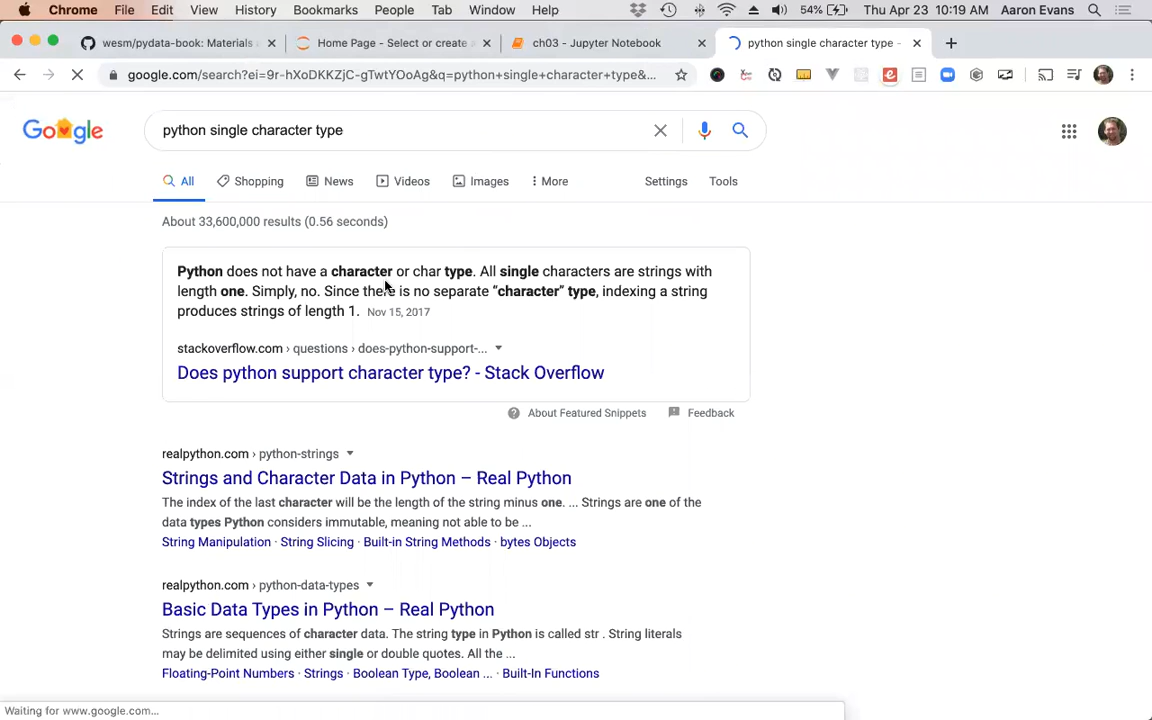 Chrome File Edit View History Bookmarks People Tab Window Help 54% Thu Apr 23 10:19 AM Aaron Evans
wesm/pydata-book: Materials Home Page - Select or create ch03 - Jupyter Notebook python single character type -
google.com/search?ei=9r-hXoDKKZjC-gTwtYOoAg&q=python+single+character+type&...
Google python single character type
All Shopping News Videos Images More Settings Tools
About 33,600,000 results (0.56 seconds)
Python does not have a character or char type. All single characters are strings with
length one. Simply, no. Since there is no separate “character” type, indexing a string
produces strings of length 1. Nov 15, 2017
stackoverflow.com › questions › does-python-support-...
Does python support character type? - Stack Overflow
About Featured Snippets Feedback
realpython.com › python-strings
Strings and Character Data in Python – Real Python
The index of the last character will be the length of the string minus one. ... Strings are one of the
data types Python considers immutable, meaning not able to be ...
String Manipulation · String Slicing · Built-in String Methods · bytes Objects
realpython.com › python-data-types
Basic Data Types in Python – Real Python
Strings are sequences of character data. The string type in Python is called str . String literals
may be delimited using either single or double quotes. All the ...
Floating-Point Numbers · Strings · Boolean Type, Boolean ... · Built-In Functions
Waiting for www.google.com...